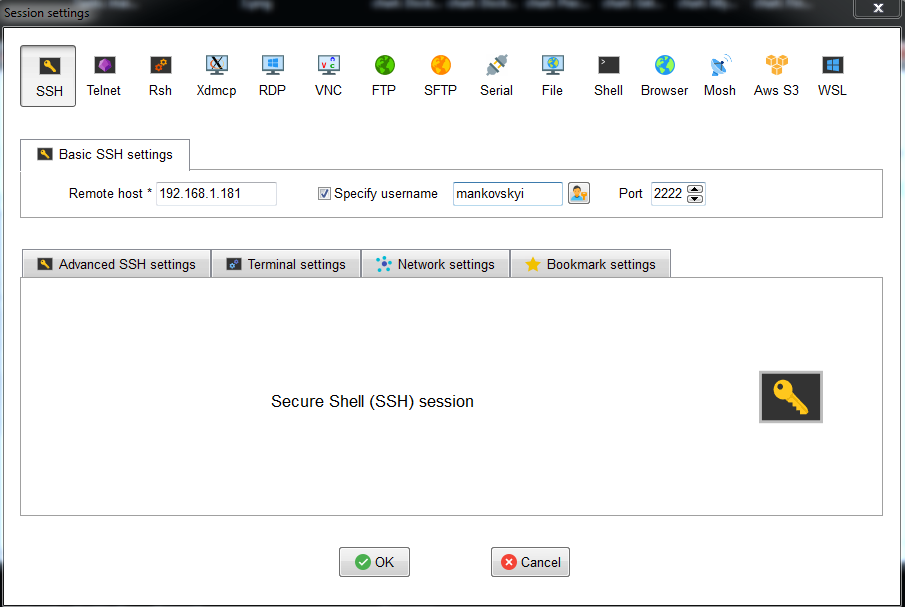 Session settings
SSH Telnet Rsh Xdmcp RDP VNC FTP SFTP Serial File Shell Browser Mosh Aws S3 WSL
Basic SSH settings
Remote host * 192.168.1.181 Specify username mankovskyi Port 2222
Advanced SSH settings Terminal settings Network settings Bookmark settings
Secure Shell (SSH) session
OK Cancel